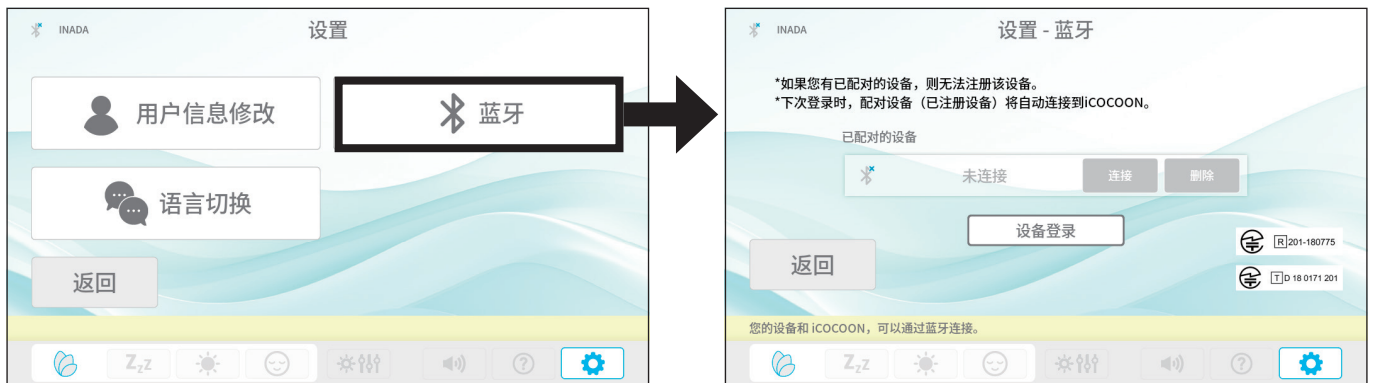 INADA
设置
用户信息修改
蓝牙
语言切换
返回
ZzZ
?
INADA
设置 - 蓝牙
*如果您有已配对的设备，则无法注册该设备。
*下次登录时，配对设备（已注册设备）将自动连接到iCOCOON。
已配对的设备
未连接
连接
删除
设备登录
R 201-180775
返回
T D 18 0171 201
您的设备和 iCOCOON，可以通过蓝牙连接。
ZzZ
?